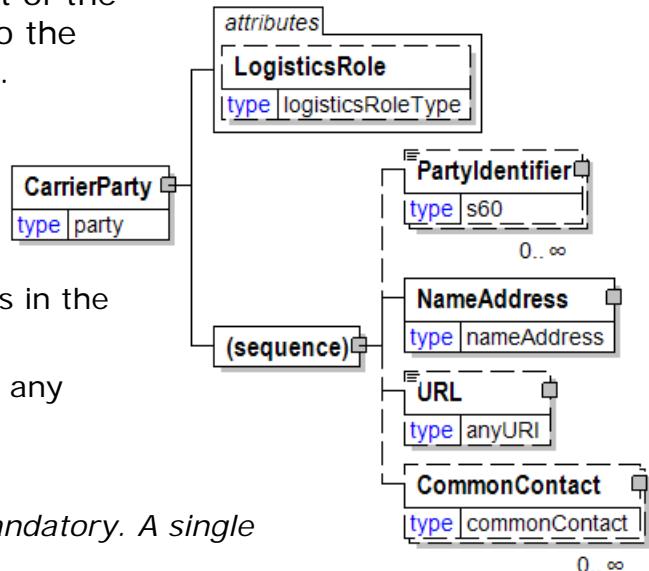 t of the
o the
.
s in the
any
andatory. A single
attributes
LogisticsRole
type logisticsRoleType
CarrierParty
type party
(sequence)
PartyIdentifier
type s60
0.. ∞
NameAddress
type nameAddress
URL
type anyURI
CommonContact
type commonContact
0.. ∞